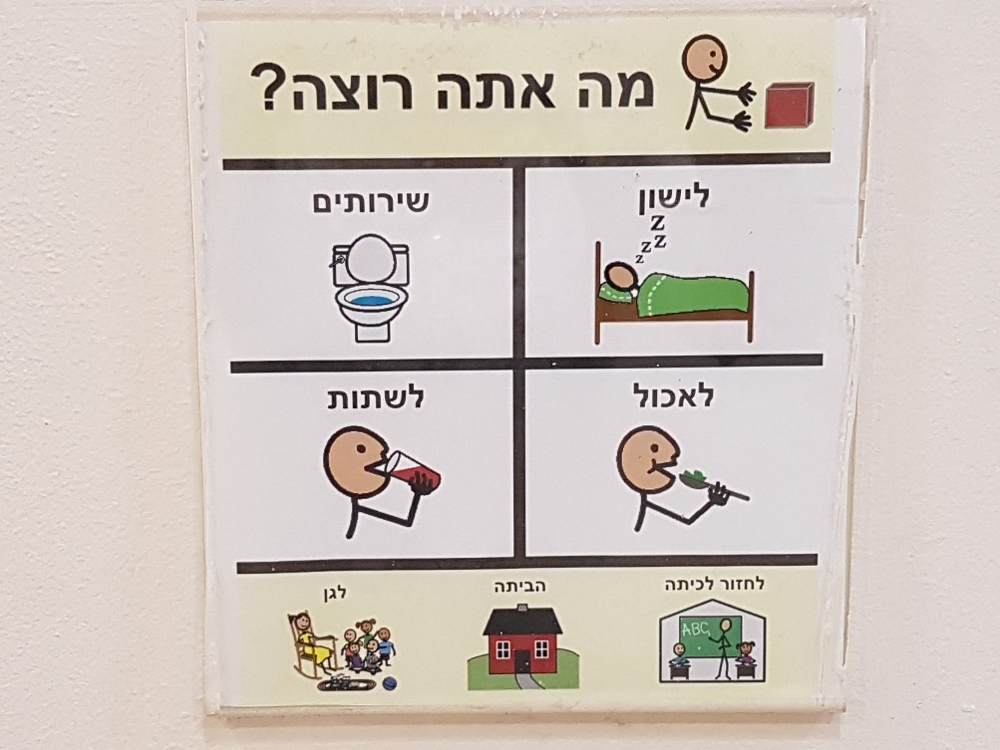 מה אתה רוצה?
לישון
z z z z
שירותים
לאכול
לשתות
לחזור לכיתה
ABC
הביתה
לגן